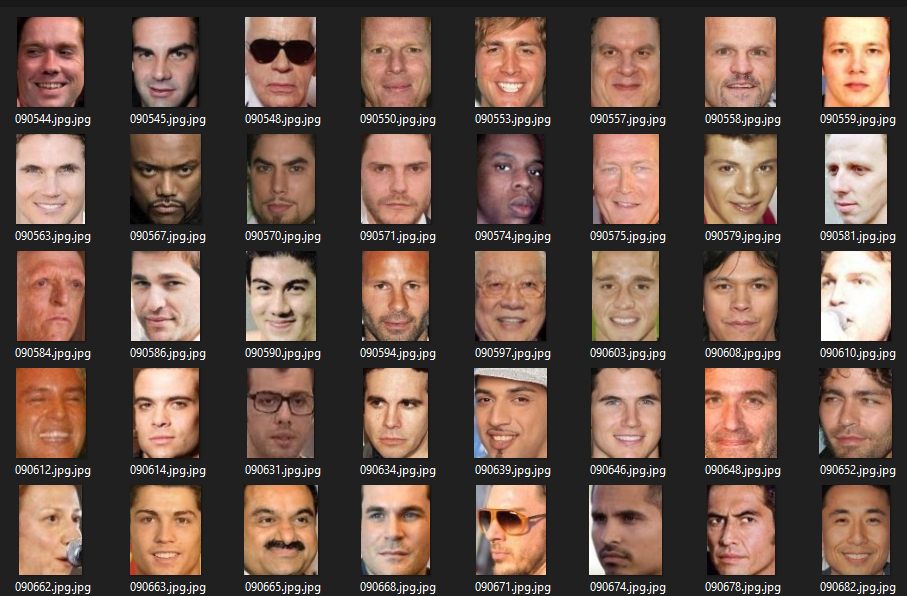 090544.jpg.jpg 090545.jpg.jpg 090548.jpg.jpg 090550.jpg.jpg 090553.jpg.jpg 090557.jpg.jpg 090558.jpg.jpg 090559.jpg.jpg
090563.jpg.jpg 090567.jpg.jpg 090570.jpg.jpg 090571.jpg.jpg 090574.jpg.jpg 090575.jpg.jpg 090579.jpg.jpg 090581.jpg.jpg
090584.jpg.jpg 090586.jpg.jpg 090590.jpg.jpg 090594.jpg.jpg 090597.jpg.jpg 090603.jpg.jpg 090608.jpg.jpg 090610.jpg.jpg
090612.jpg.jpg 090614.jpg.jpg 090631.jpg.jpg 090634.jpg.jpg 090639.jpg.jpg 090646.jpg.jpg 090648.jpg.jpg 090652.jpg.jpg
090662.jpg.jpg 090663.jpg.jpg 090665.jpg.jpg 090668.jpg.jpg 090671.jpg.jpg 090674.jpg.jpg 090678.jpg.jpg 090682.jpg.jpg